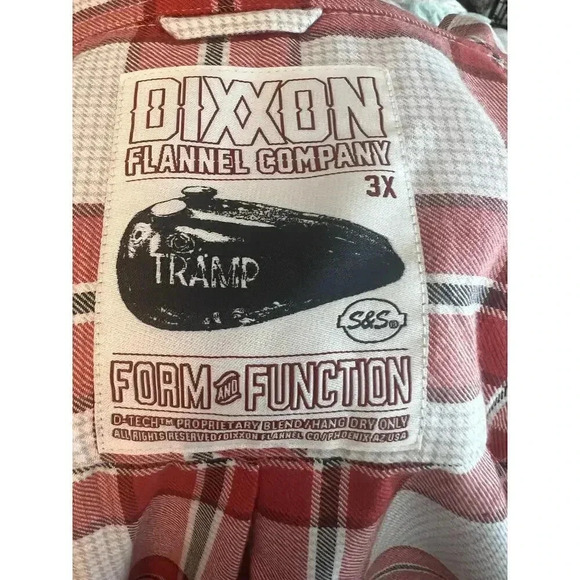 DIXXON
FLANNEL COMPANY
3X
TRAMP
S&S®
FORM AND FUNCTION
D-TECH™ PROPRIETARY BLEND/HANG DRY ONLY
ALL RIGHTS RESERVED/DIXXON FLANNEL CO/PHOENIX AZ USA